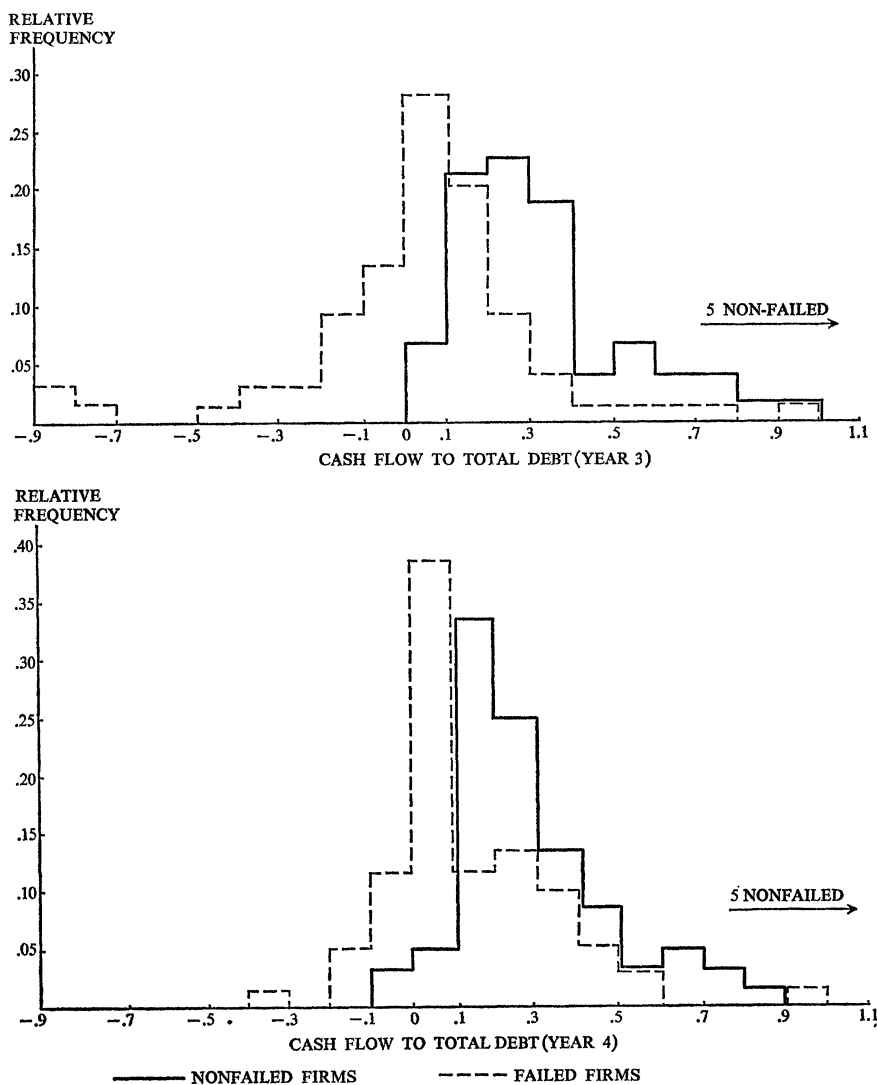 RELATIVE
FREQUENCY
.30
.25
.20
.15
.10
.05
5 NON-FAILED
-.9 -.7 -.5 -.3 -.1 0 .1 .3 .5 .7 .9 1.1
CASH FLOW TO TOTAL DEBT (YEAR 3)
RELATIVE
FREQUENCY
.40
.35
.30
.25
.20
.15
.10
.05
5 NONFAILED
-.9 -.7 -.5 -.3 -.1 0 .1 .3 .5 .7 .9 1.1
CASH FLOW TO TOTAL DEBT (YEAR 4)
NONFAILED FIRMS FAILED FIRMS